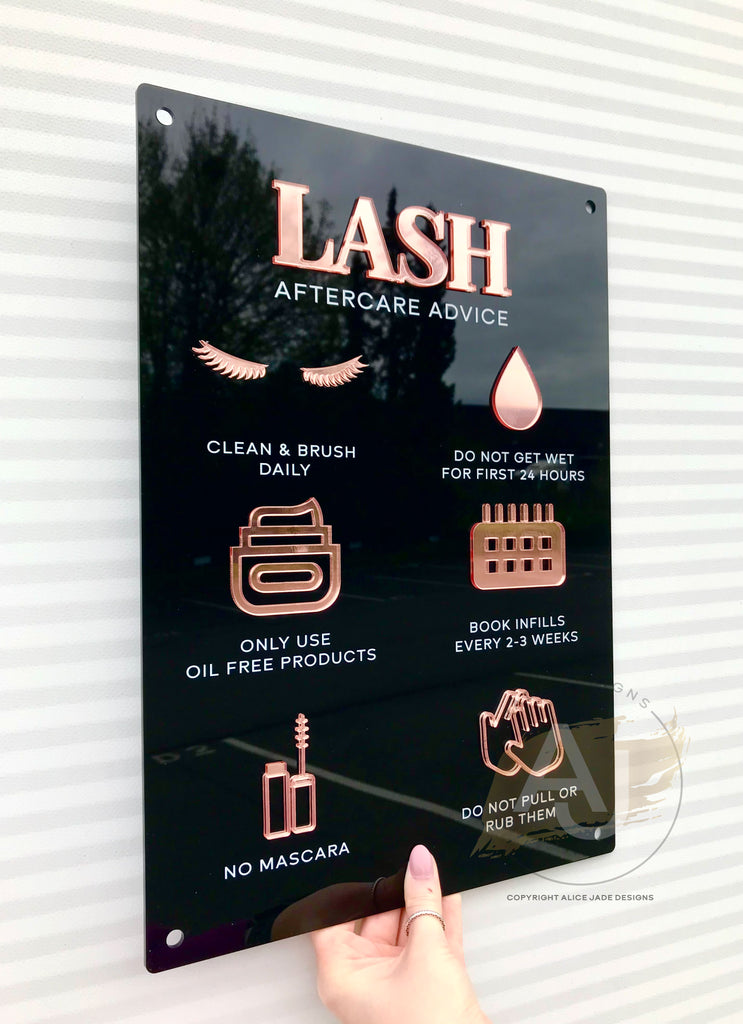 LASH
AFTERCARE ADVICE
CLEAN & BRUSH
DAILY
DO NOT GET WET
FOR FIRST 24 HOURS
ONLY USE
OIL FREE PRODUCTS
BOOK INFILLS
EVERY 2-3 WEEKS
NO MASCARA
DO NOT PULL OR
RUB THEM
AJ
COPYRIGHT ALICE JADE DESIGNS